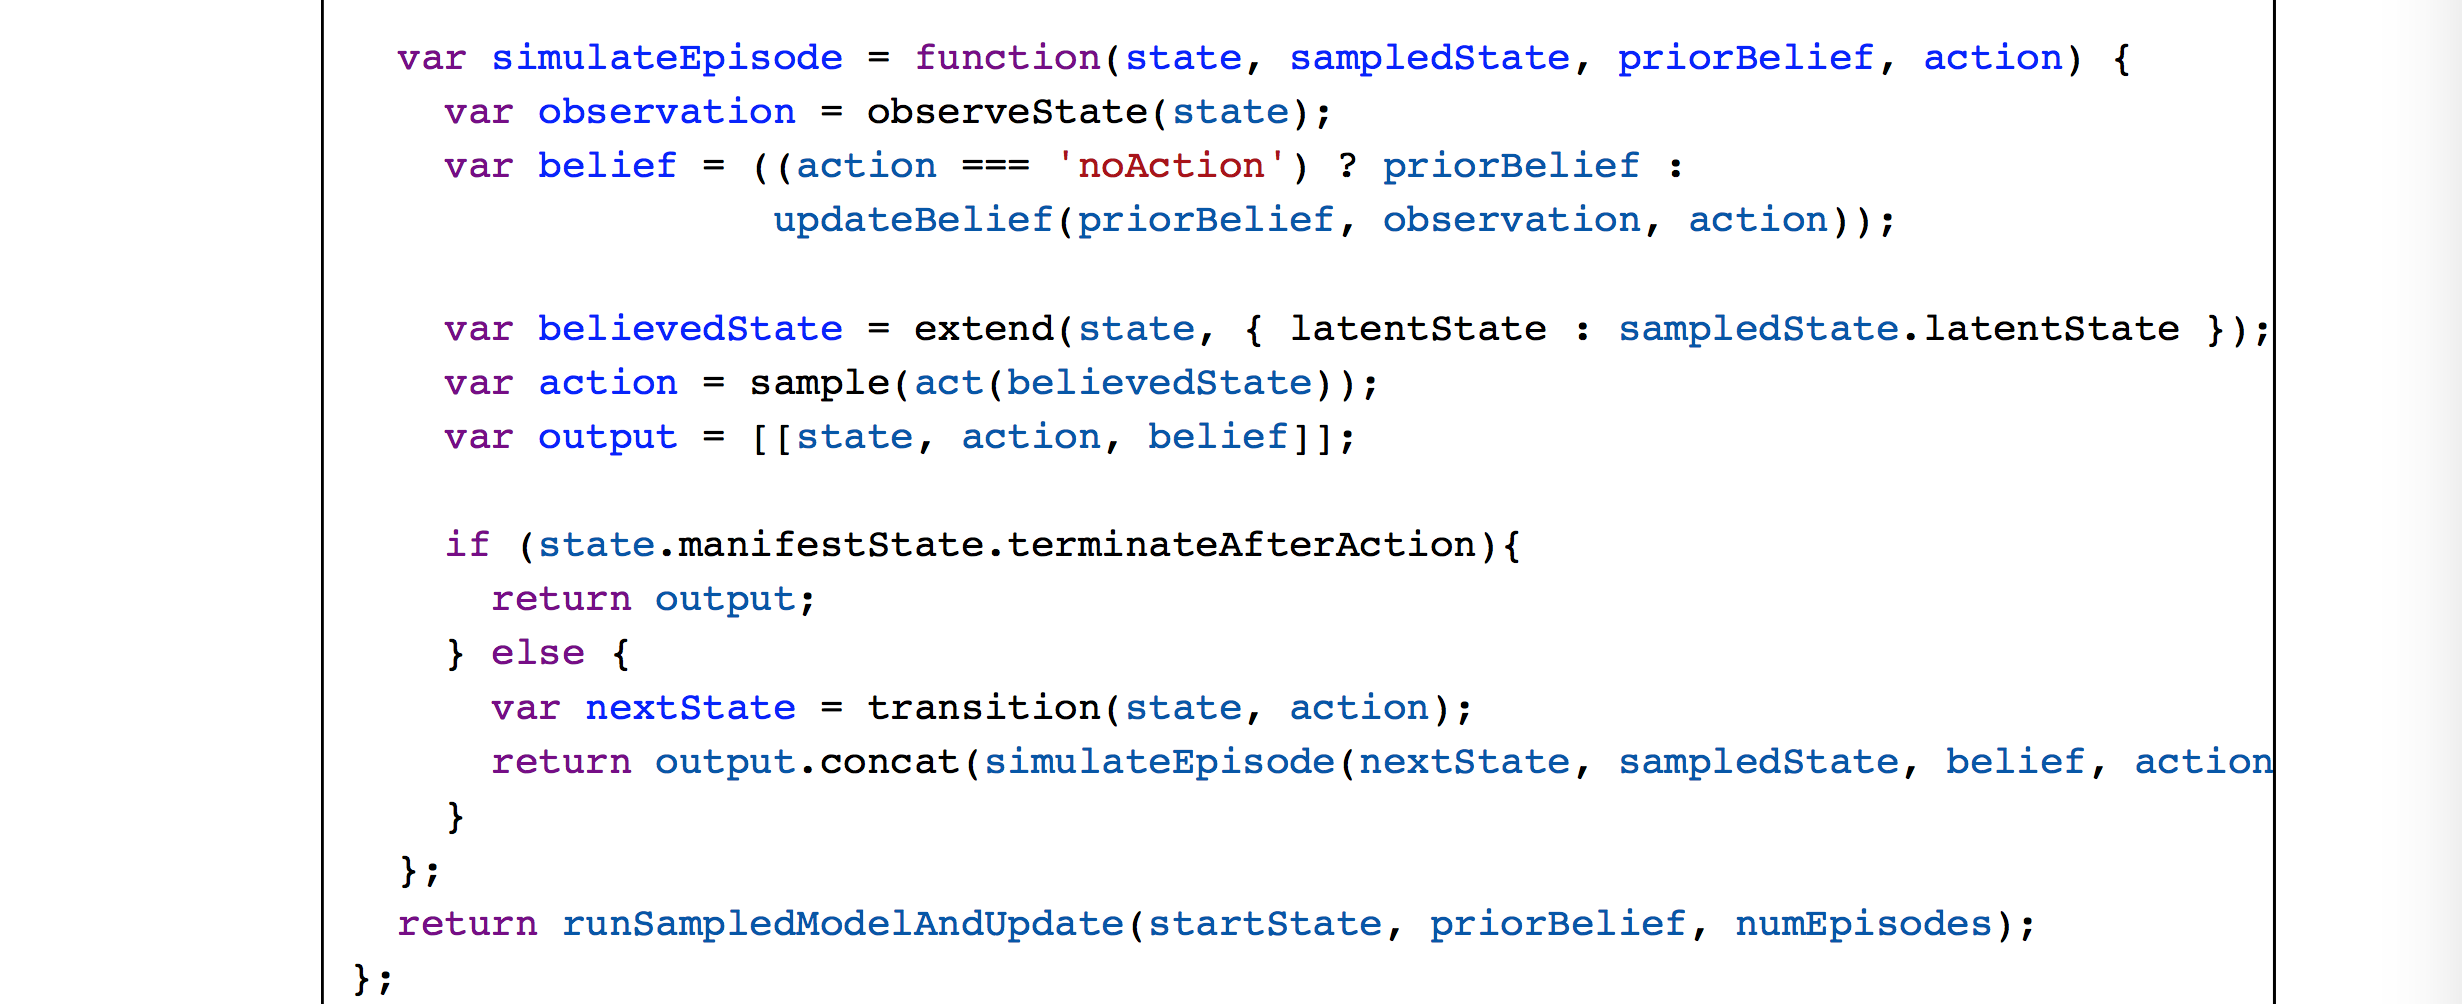 var simulateEpisode = function(state, sampledState, priorBelief, action) {
var observation = observeState(state);
var belief = ((action === 'noAction') ? priorBelief :
updateBelief(priorBelief, observation, action));
var believedState = extend(state, { latentState : sampledState.latentState });
var action = sample(act(believedState));
var output = [[state, action, belief]];
if (state.manifestState.terminateAfterAction){
return output;
} else {
var nextState = transition(state, action);
return output.concat(simulateEpisode(nextState, sampledState, belief, action
}
};
return runSampledModelAndUpdate(startState, priorBelief, numEpisodes);
};